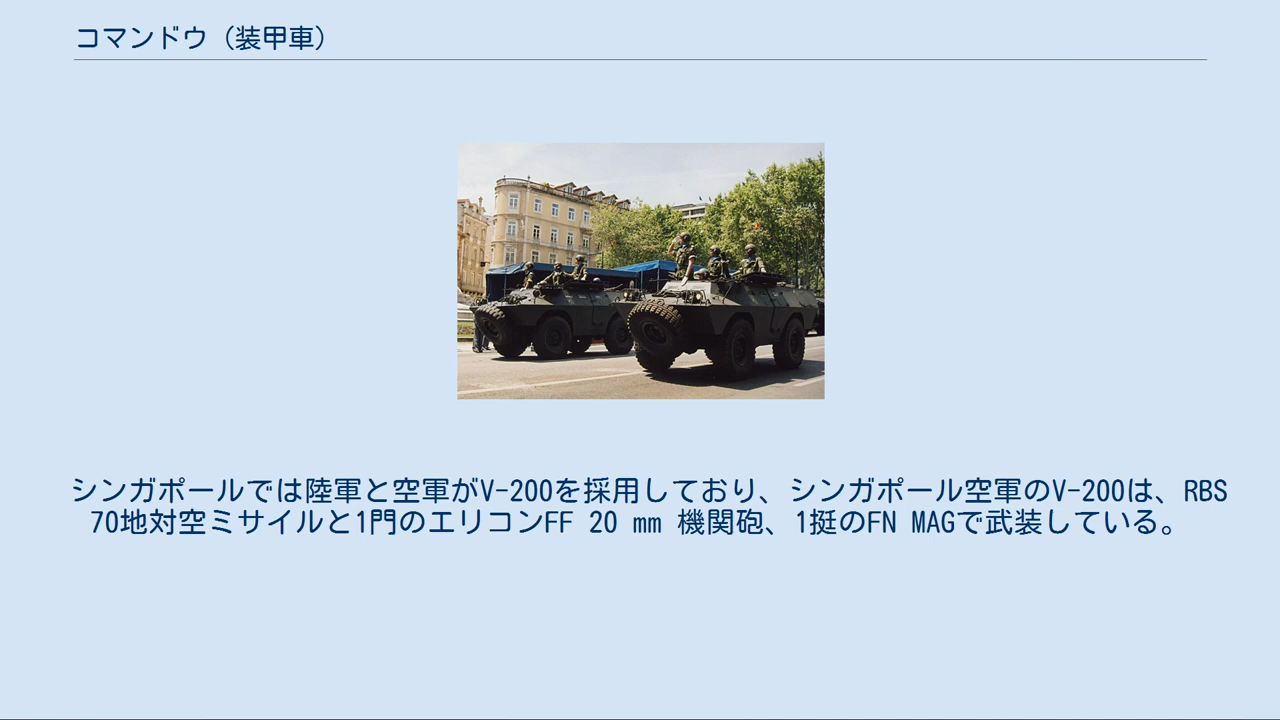 コマンドウ（装甲車）
シンガポールでは陸軍と空軍がV-200を採用しており、シンガポール空軍のV-200は、RBS
70地対空ミサイルと1門のエリコンFF 20 mm 機関砲、1挺のFN MAGで武装している。